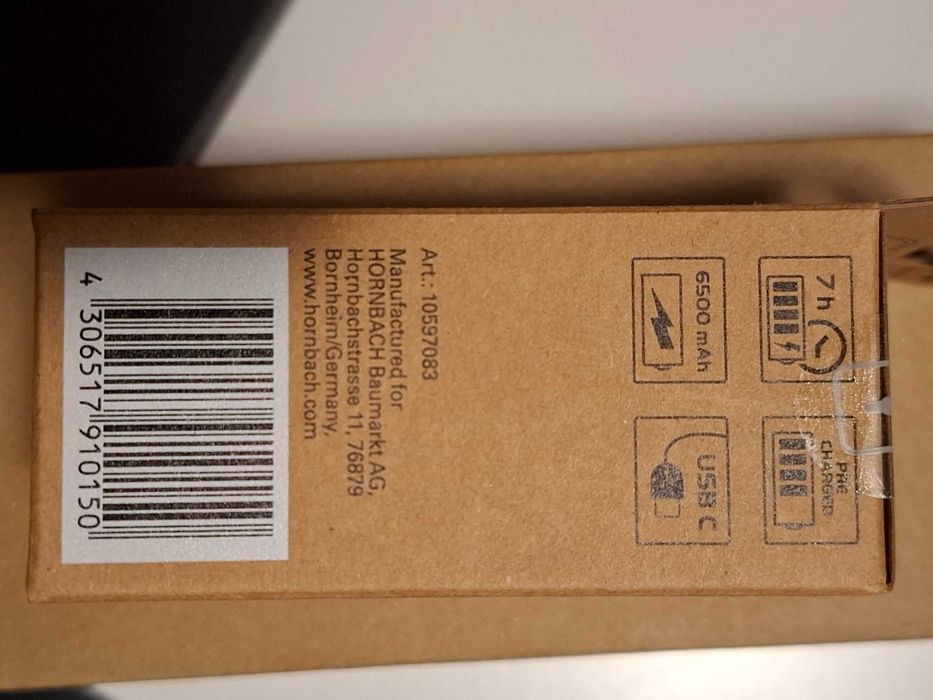 7 h
PRE
CHARGED
6500 mAh
USB C
Art.: 10597083
Manufactured for
HORNBACH Baumarkt AG,
Hornbachstrasse 11, 76879
Bornheim/Germany,
www.hornbach.com
4 306517 910150